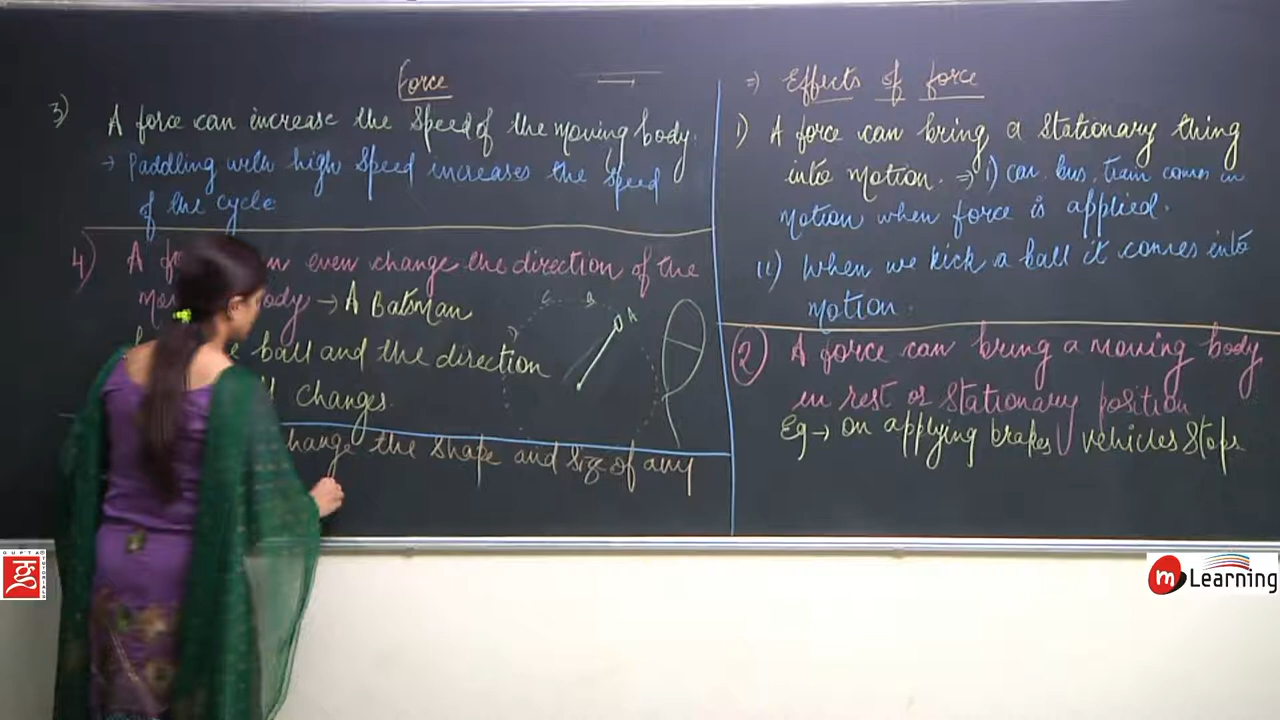 Force
3) A force can increase the speed of the moving body.
→ Paddling with high speed increases the speed
of the cycle
4) A even change the direction of the
body → A Batsman
ball and the direction
changes.
change the shape and size of any
A
B
C
D
⇒ Effects of force
1) A force can bring a stationary thing
into motion. ⇒ i) car, bus, train comes in
motion when force is applied.
ii) When we kick a ball it comes into
motion.
2 A force can bring a moving body
in rest or stationary position
Eg → On applying brakes vehicles stops
GUPTA TUTORIALS
m Learning